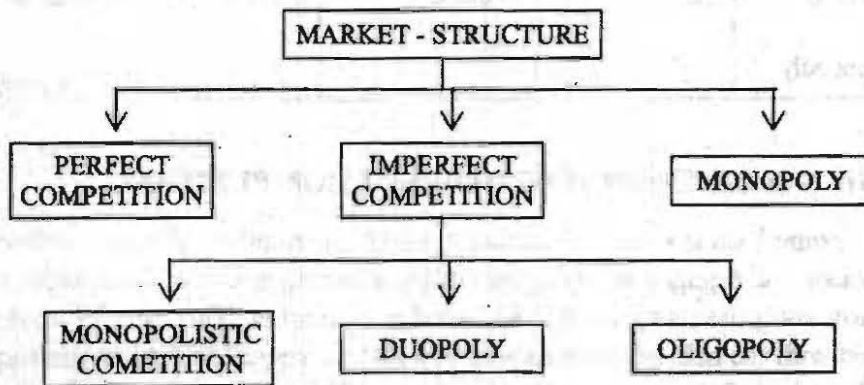 MARKET - STRUCTURE
PERFECT
COMPETITION
IMPERFECT
COMPETITION
MONOPOLY
MONOPOLISTIC
COMETITION
DUOPOLY
OLIGOPOLY